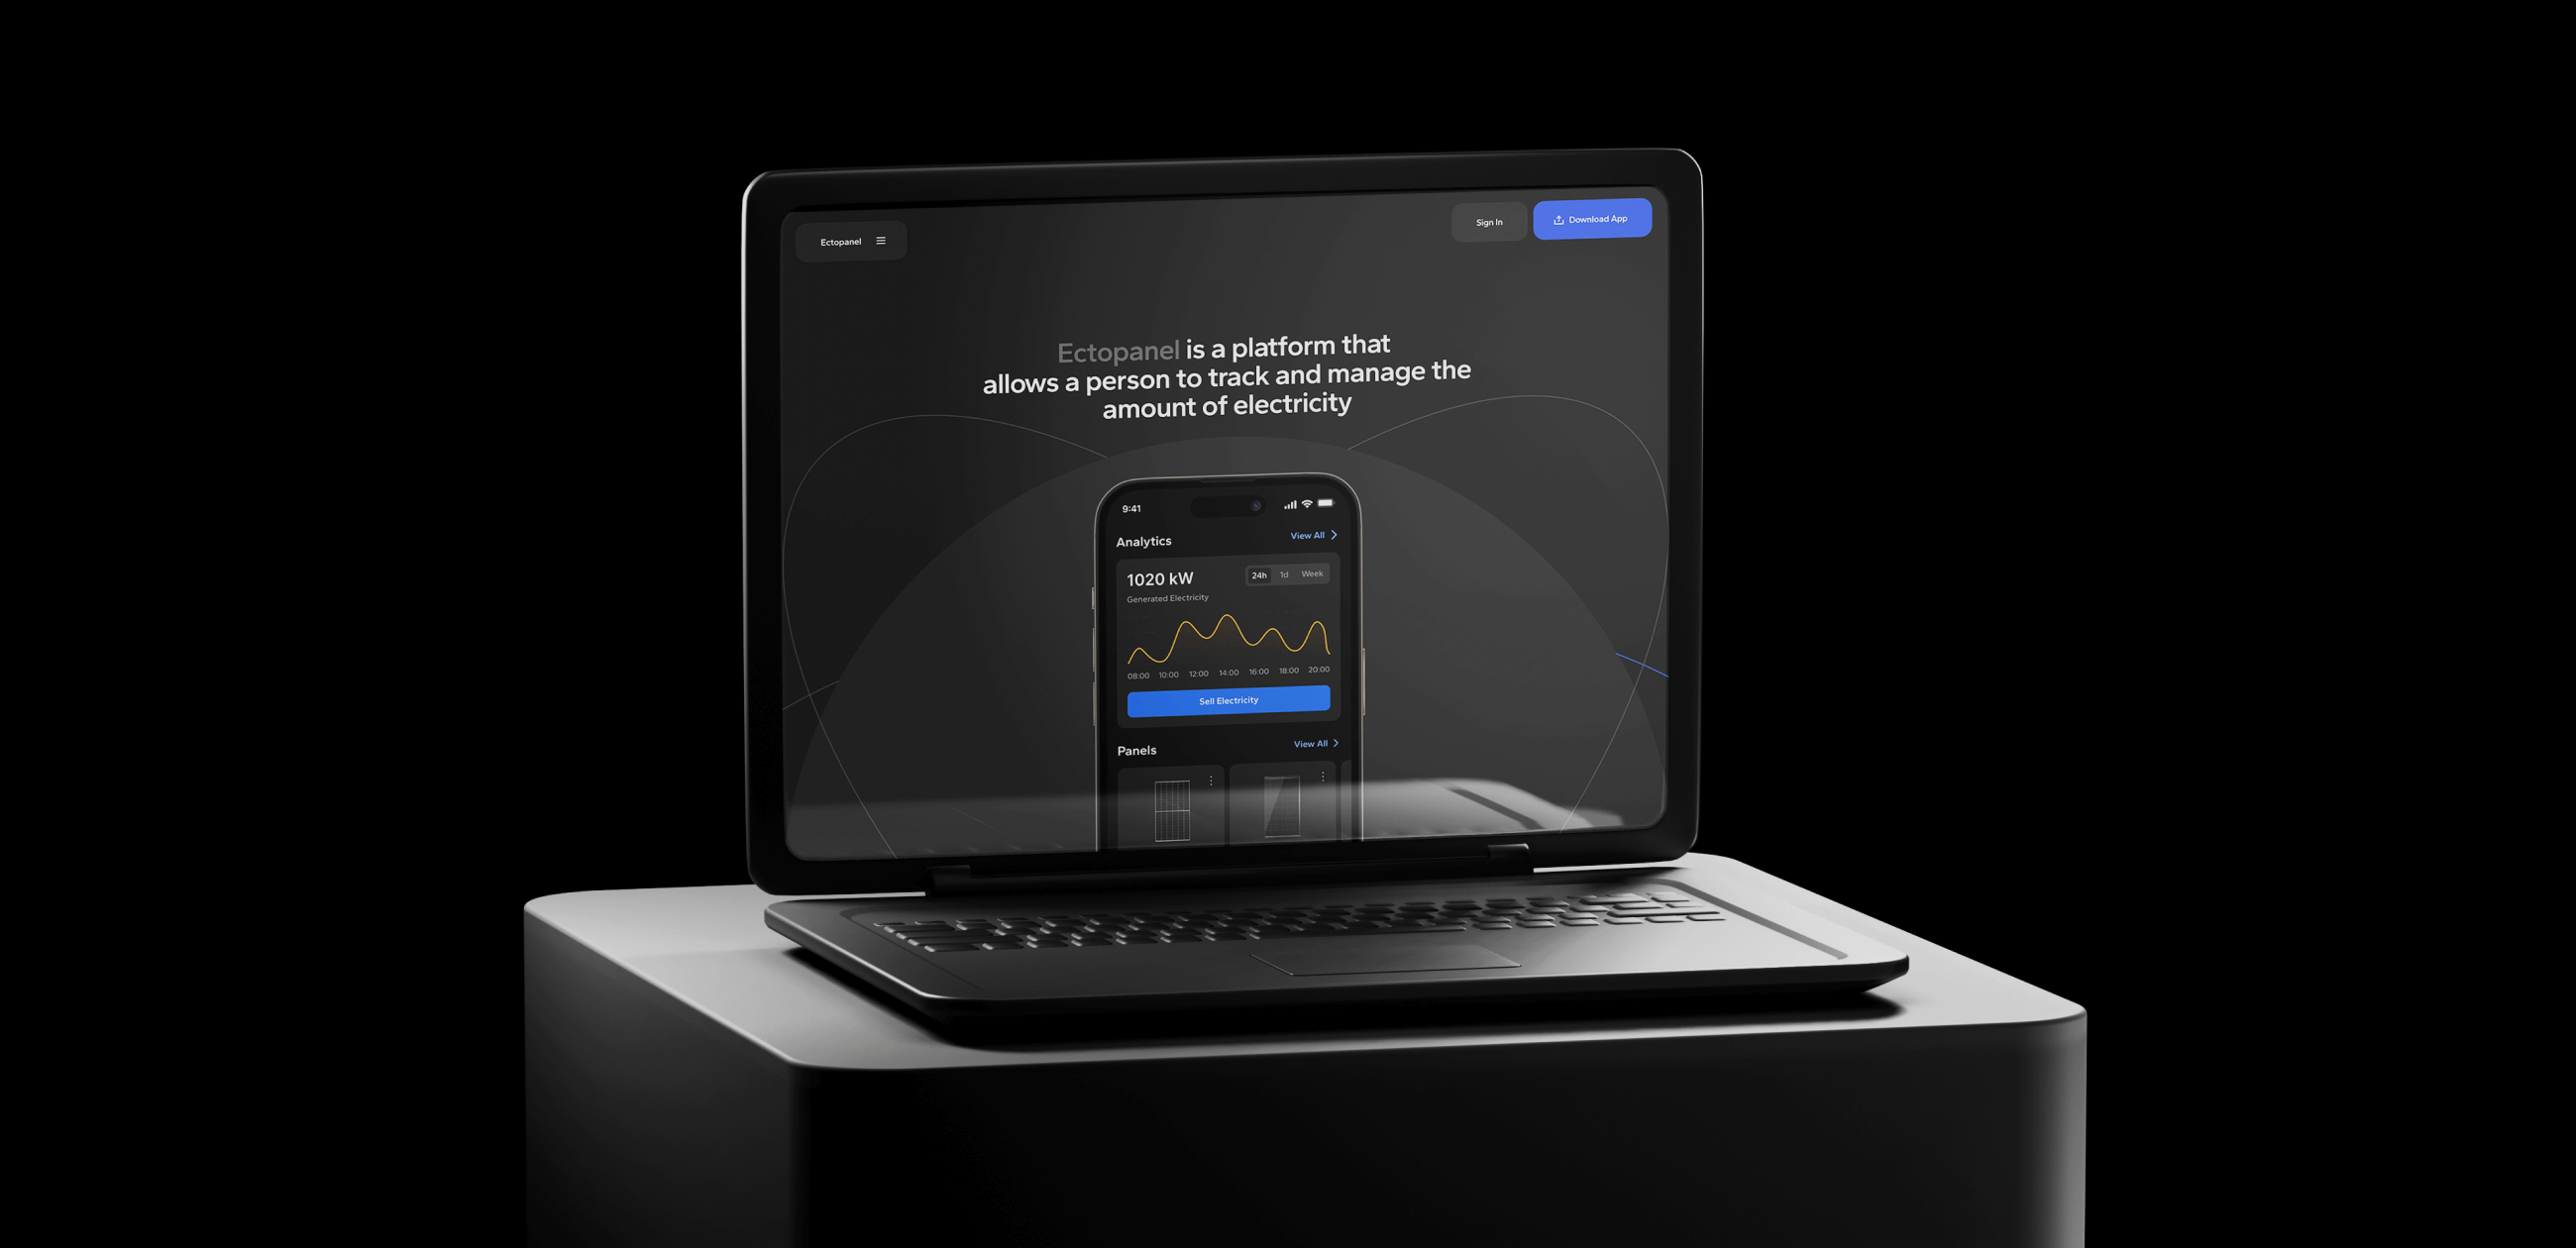 Ectopanel
Sign In
Download App
Ectopanel is a platform that
allows a person to track and manage the
amount of electricity
9:41
Analytics
View All
1020 kW
24h 1d Week
Generated Electricity
08:00 10:00 12:00 14:00 16:00 18:00 20:00
Sell Electricity
Panels
View All